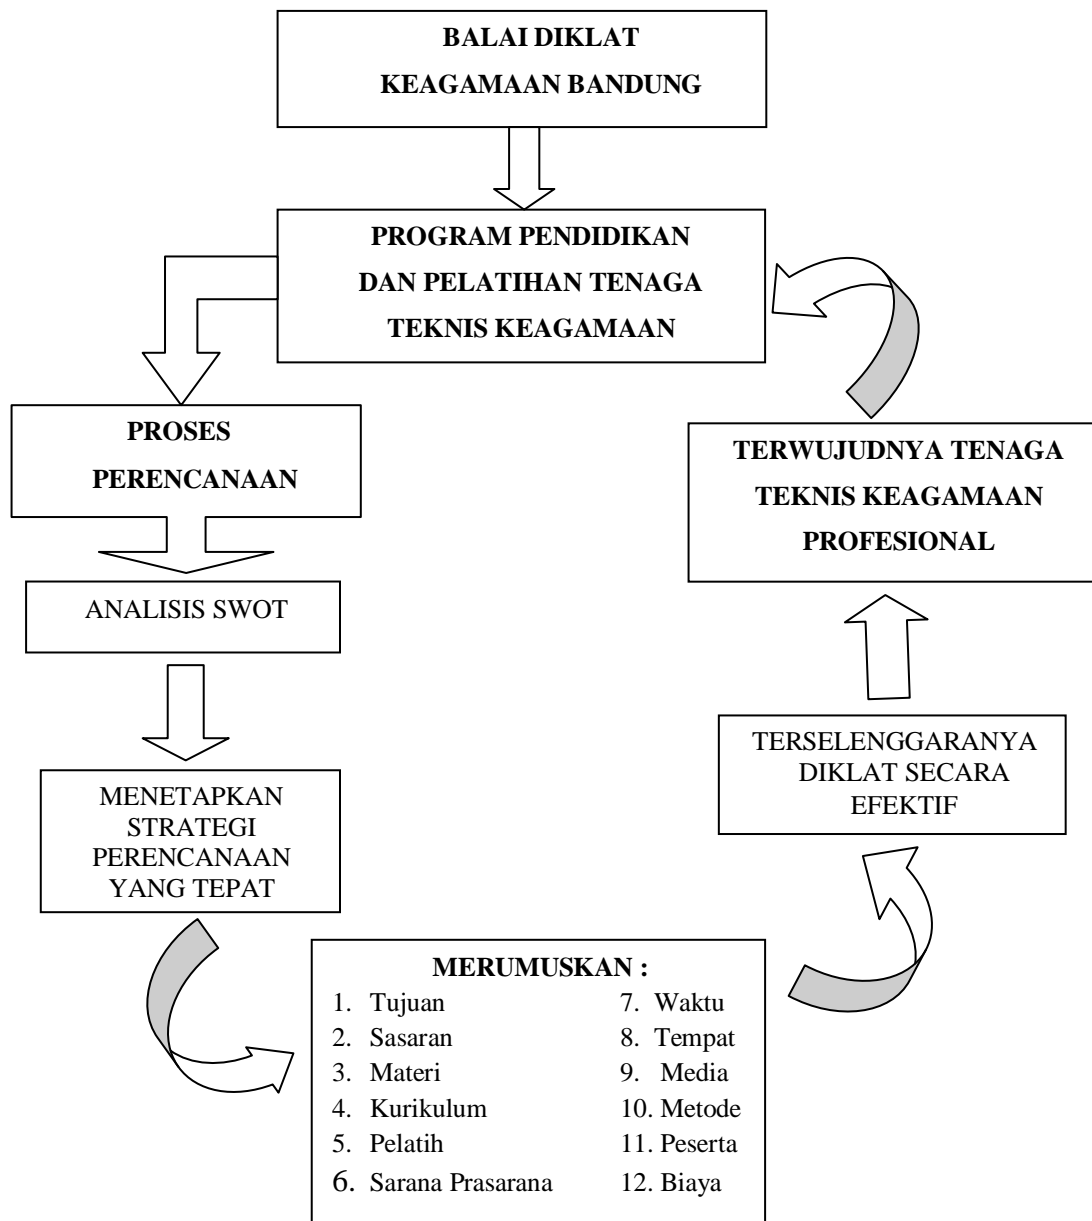 BALAI DIKLAT
KEAGAMAAN BANDUNG
PROGRAM PENDIDIKAN
DAN PELATIHAN TENAGA
TEKNIS KEAGAMAAN
PROSES
PERENCANAAN
ANALISIS SWOT
MENETAPKAN
STRATEGI
PERENCANAAN
YANG TEPAT
MERUMUSKAN :
1. Tujuan
2. Sasaran
3. Materi
4. Kurikulum
5. Pelatih
6. Sarana Prasarana
7. Waktu
8. Tempat
9. Media
10. Metode
11. Peserta
12. Biaya
TERSELENGGARANYA
DIKLAT SECARA
EFEKTIF
TERWUJUDNYA TENAGA
TEKNIS KEAGAMAAN
PROFESIONAL